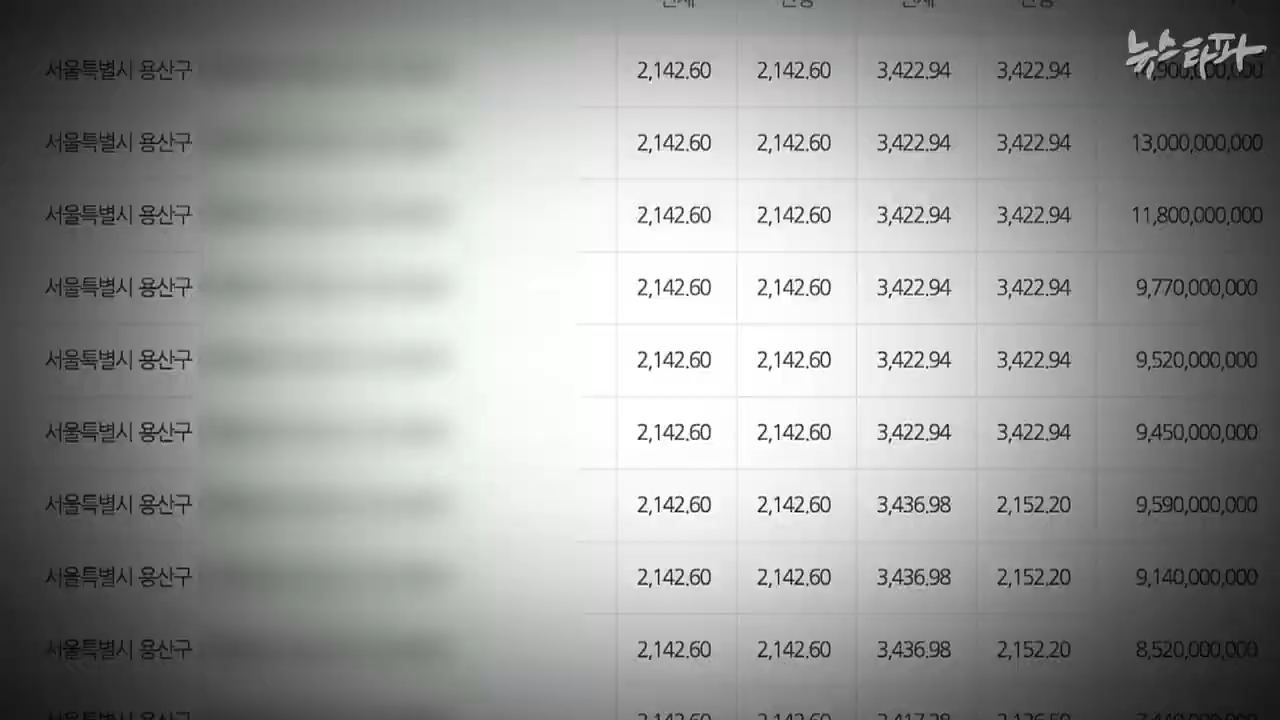 뉴스타파
서울특별시 용산구 2,142.60 2,142.60 3,422.94 3,422.94
서울특별시 용산구 2,142.60 2,142.60 3,422.94 3,422.94 13,000,000,000
서울특별시 용산구 2,142.60 2,142.60 3,422.94 3,422.94 11,800,000,000
서울특별시 용산구 2,142.60 2,142.60 3,422.94 3,422.94 9,770,000,000
서울특별시 용산구 2,142.60 2,142.60 3,422.94 3,422.94 9,520,000,000
서울특별시 용산구 2,142.60 2,142.60 3,422.94 3,422.94 9,450,000,000
서울특별시 용산구 2,142.60 2,142.60 3,436.98 2,152.20 9,590,000,000
서울특별시 용산구 2,142.60 2,142.60 3,436.98 2,152.20 9,140,000,000
서울특별시 용산구 2,142.60 2,142.60 3,436.98 2,152.20 8,520,000,000